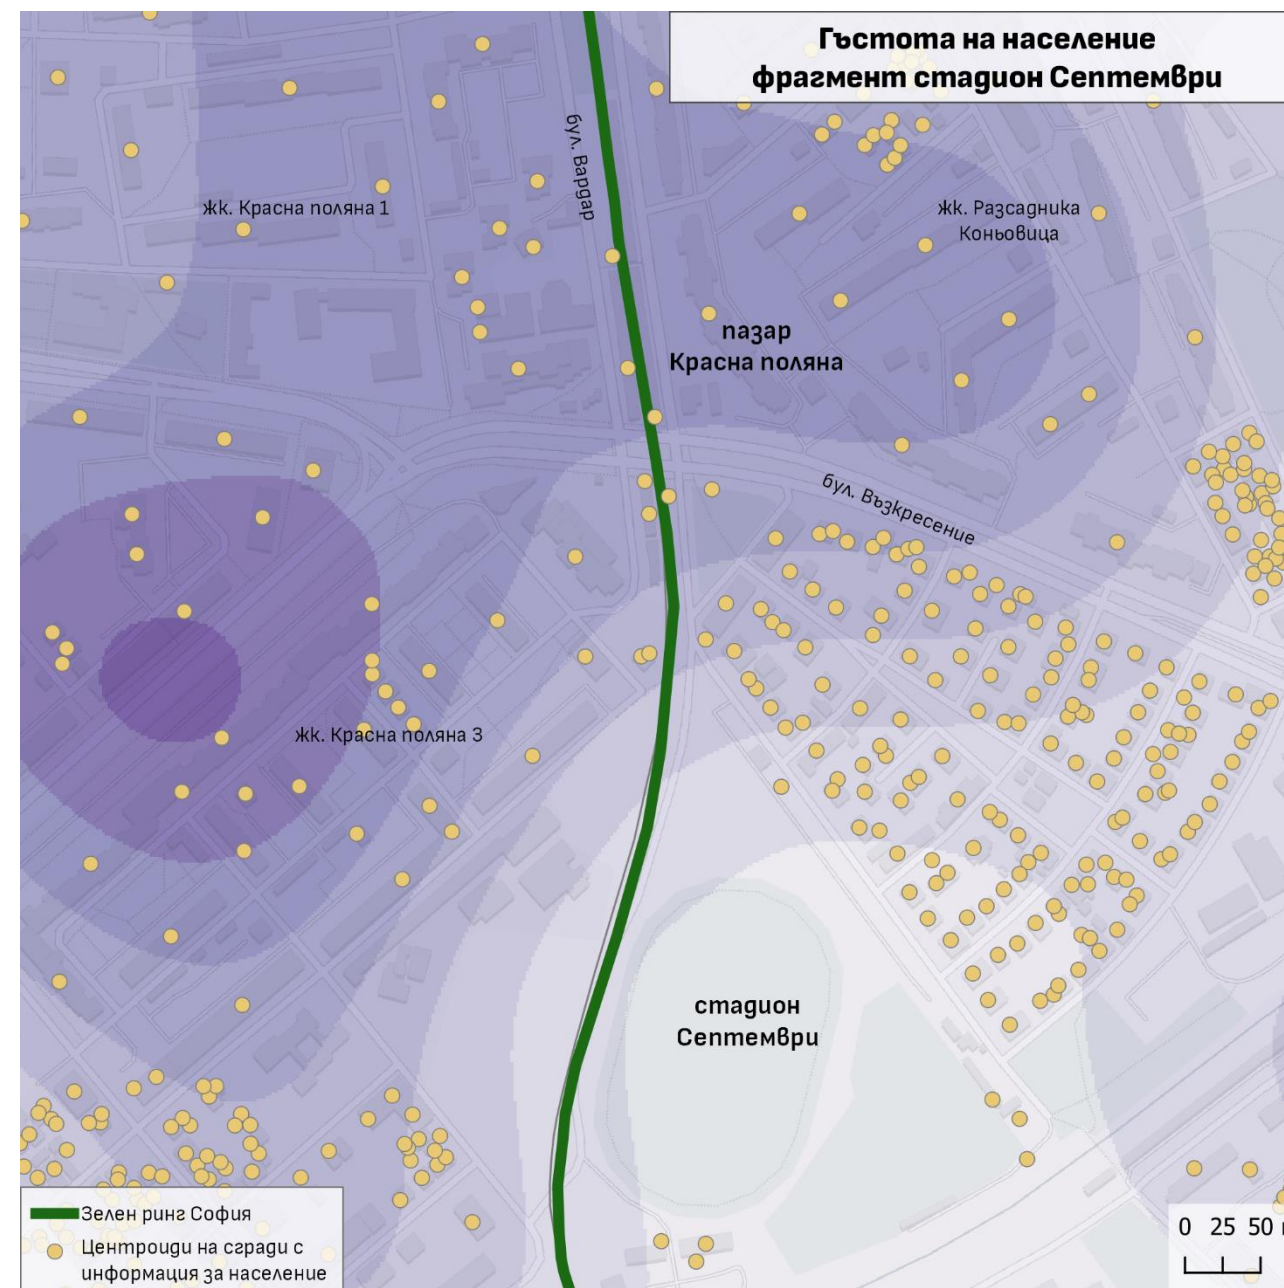 Гъстота на население
фрагмент стадион Септември
бул. Вардар
жк. Красна поляна 1
жк. Разсадника
Коньовица
пазар
Красна поляна
бул. Възкресение
жк. Красна поляна 3
стадион
Септември
Зелен ринг София
Центроиди на сгради с
информация за население
0 25 50